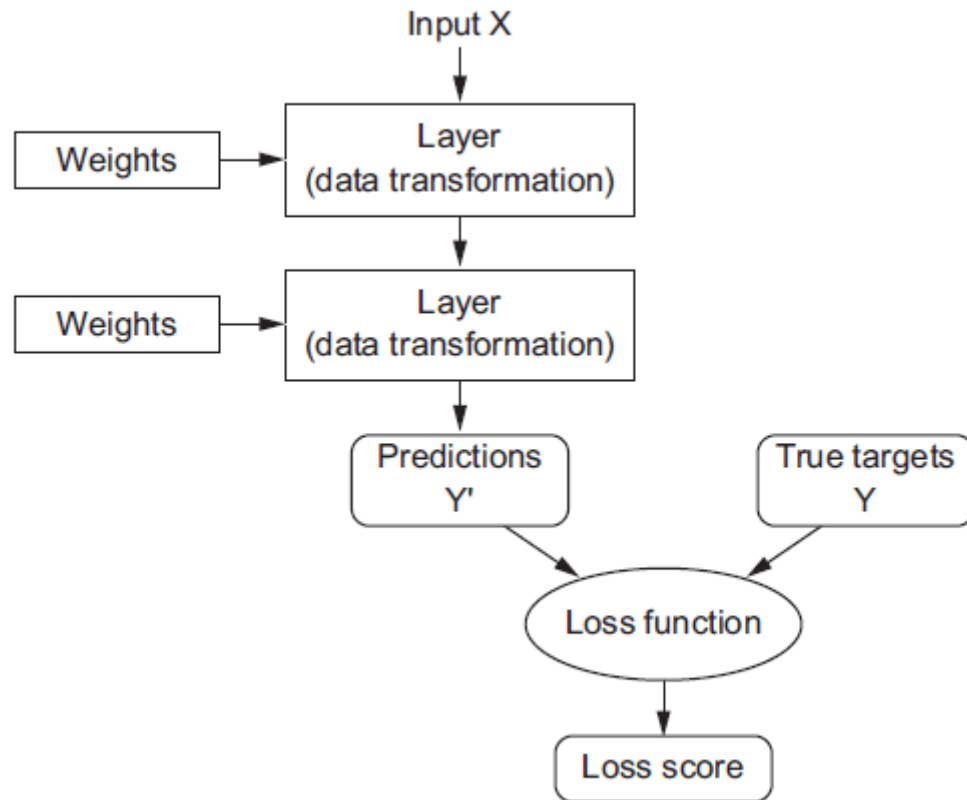 Input X
Weights
Layer
(data transformation)
Weights
Layer
(data transformation)
Predictions
Y'
True targets
Y
Loss function
Loss score